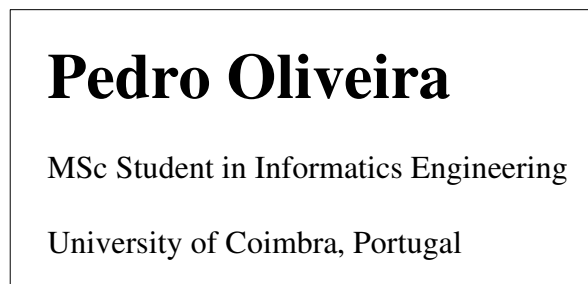 Pedro Oliveira
MSc Student in Informatics Engineering
University of Coimbra, Portugal